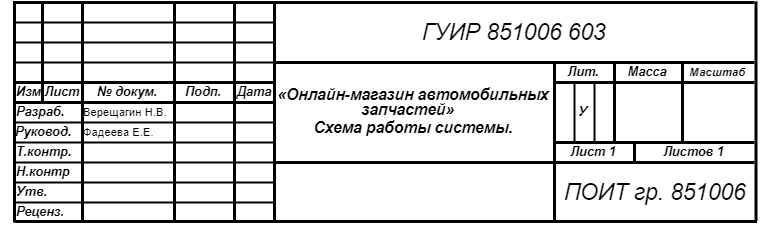 ГУИР 851006 603
Лит. Масса Масштаб
Изм Лист № докум. Подп. Дата
«Онлайн-магазин автомобильных
запчастей»
Схема работы системы.
Разраб. Верещагин Н.В.
У
Руковод. Фадеева Е.Е.
Т.контр.
Лист 1 Листов 1
Н.контр
Утв.
ПОИТ гр. 851006
Реценз.